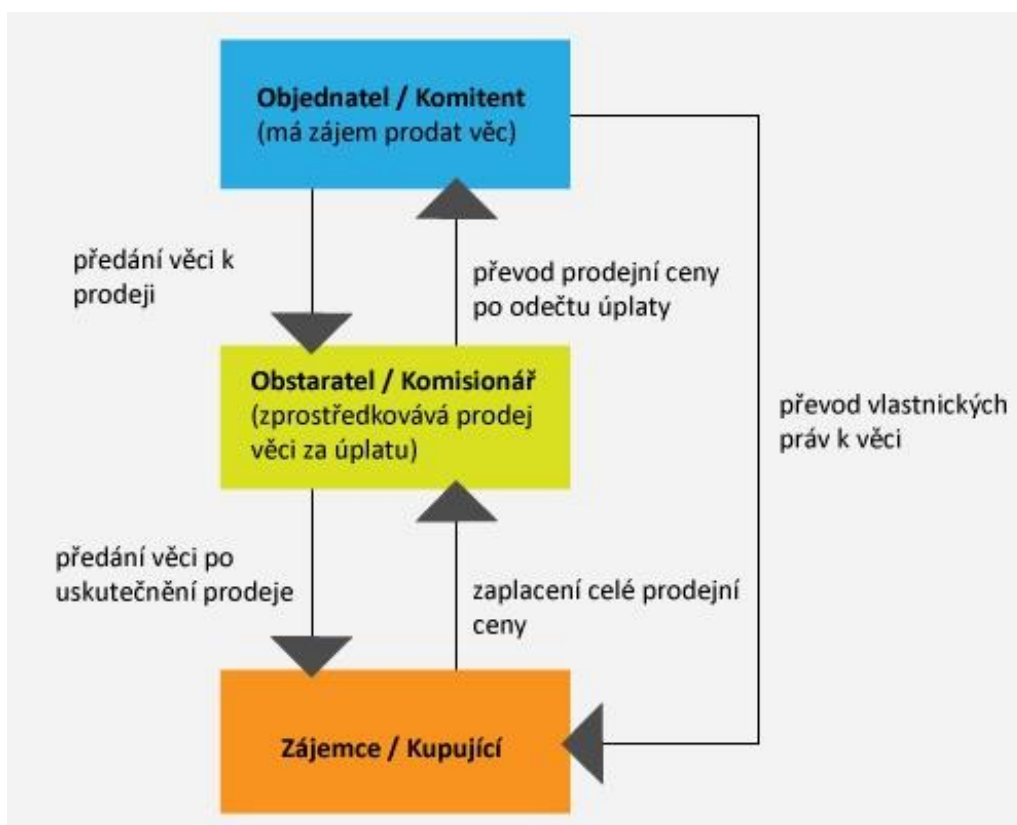 Objednatel / Komitent
(má zájem prodat věc)
předání věci k
prodeji
převod prodejní ceny
po odečtu úplaty
Obstaratel / Komisionář
(zprostředkovává prodej
věci za úplatu)
převod vlastnických
práv k věci
předání věci po
uskutečnění prodeje
zaplacení celé prodejní
ceny
Zájemce / Kupující